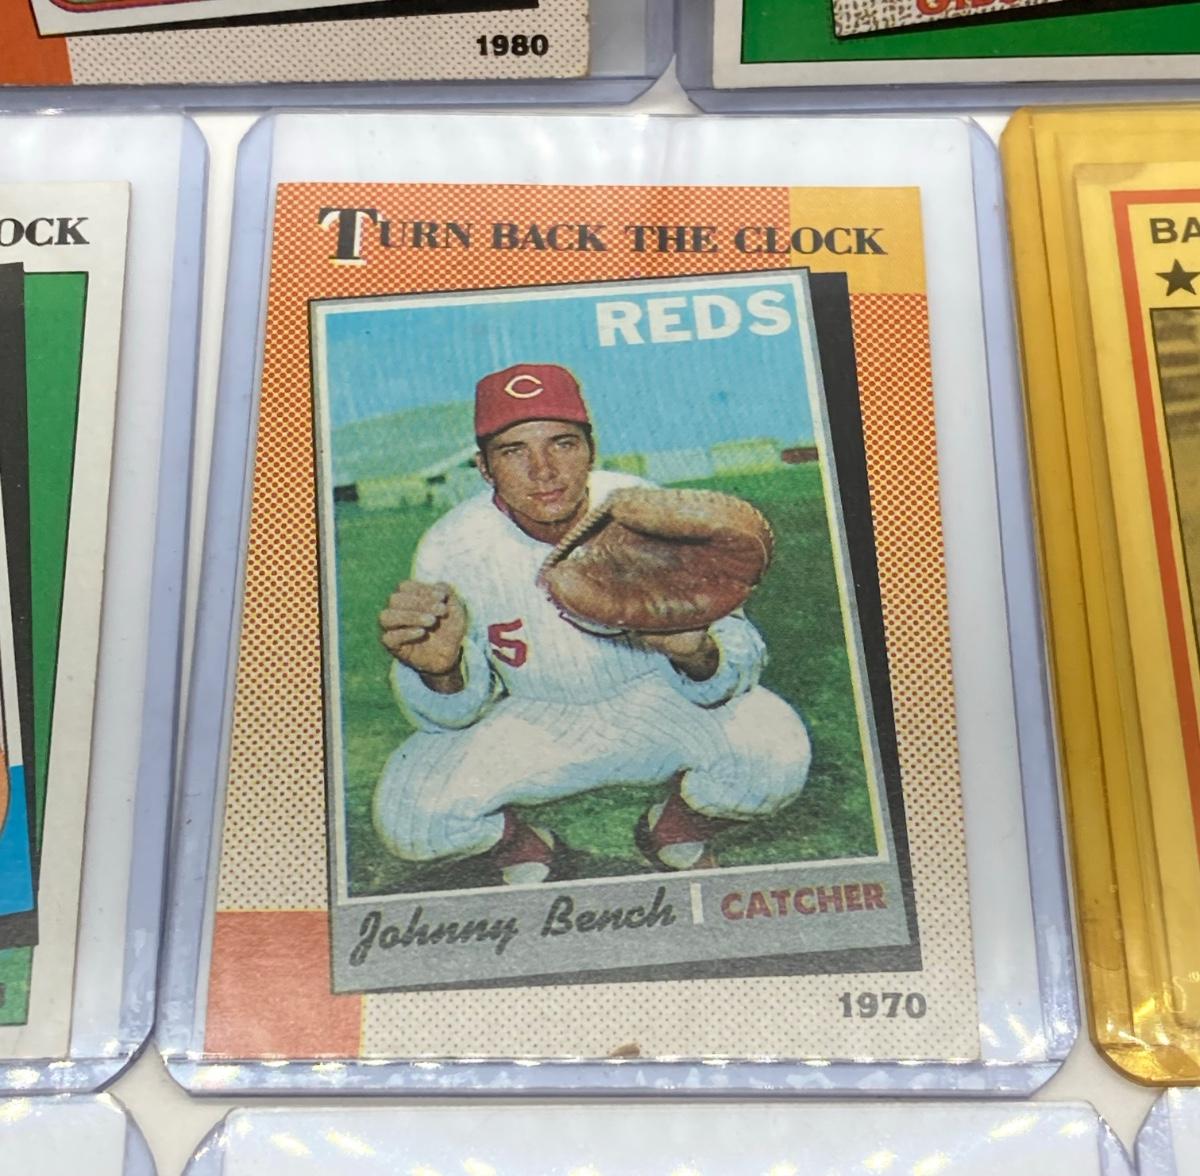 1980
OCK
TURN BACK THE CLOCK
BA
REDS
C
5
Johnny Bench | CATCHER
1970